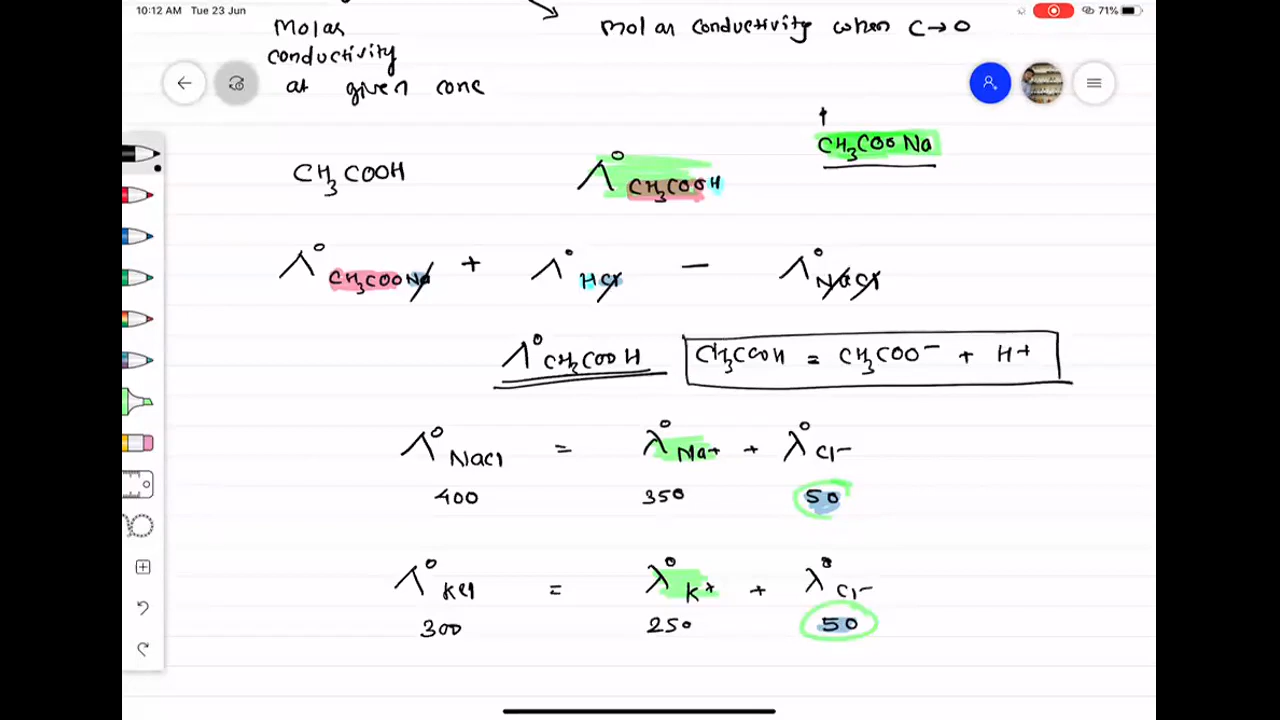 10:12 AM Tue 23 Jun
71%
Molar
conductivity
at given conc
molar conductivity when C→0
CH₃COONa
CH₃COOH
Λ°CH₃COOH
Λ°CH₃COONa + Λ°HCl − Λ°NaCl
Λ°CH₃COOH
CH₃COOH = CH₃COO⁻ + H⁺
Λ°NaCl = λ°Na⁺ + λ°Cl⁻
400 350 50
Λ°KCl = λ°K⁺ + λ°Cl⁻
300 250 50